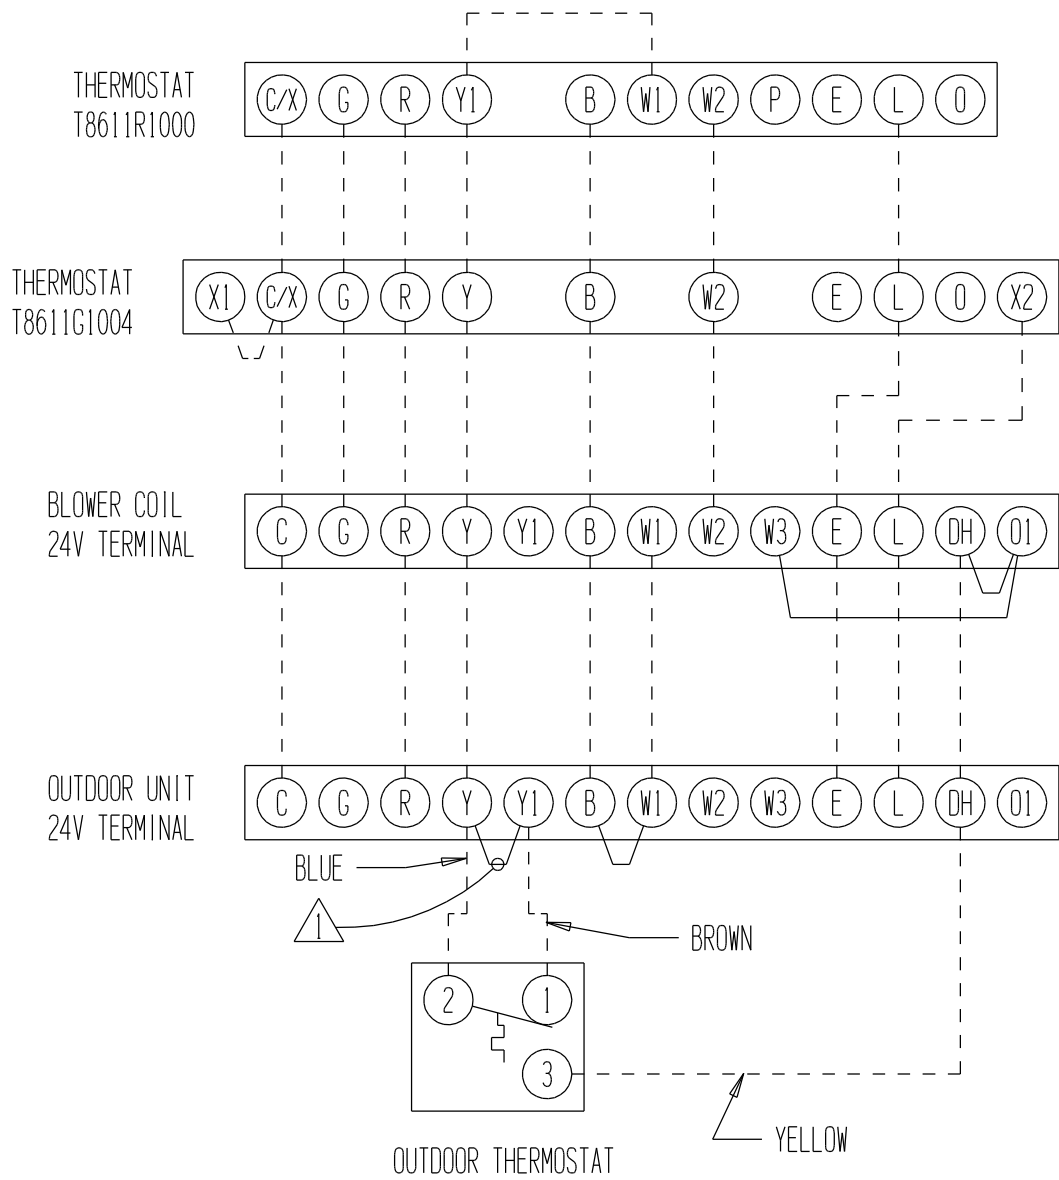 THERMOSTAT
T8611R1000
C/X G R Y1 B W1 W2 P E L O
THERMOSTAT
T8611G1004
X1 C/X G R Y B W2 E L O X2
BLOWER COIL
24V TERMINAL
C G R Y Y1 B W1 W2 W3 E L DH O1
OUTDOOR UNIT
24V TERMINAL
C G R Y Y1 B W1 W2 W3 E L DH O1
BLUE
1
BROWN
2 1
3
YELLOW
OUTDOOR THERMOSTAT